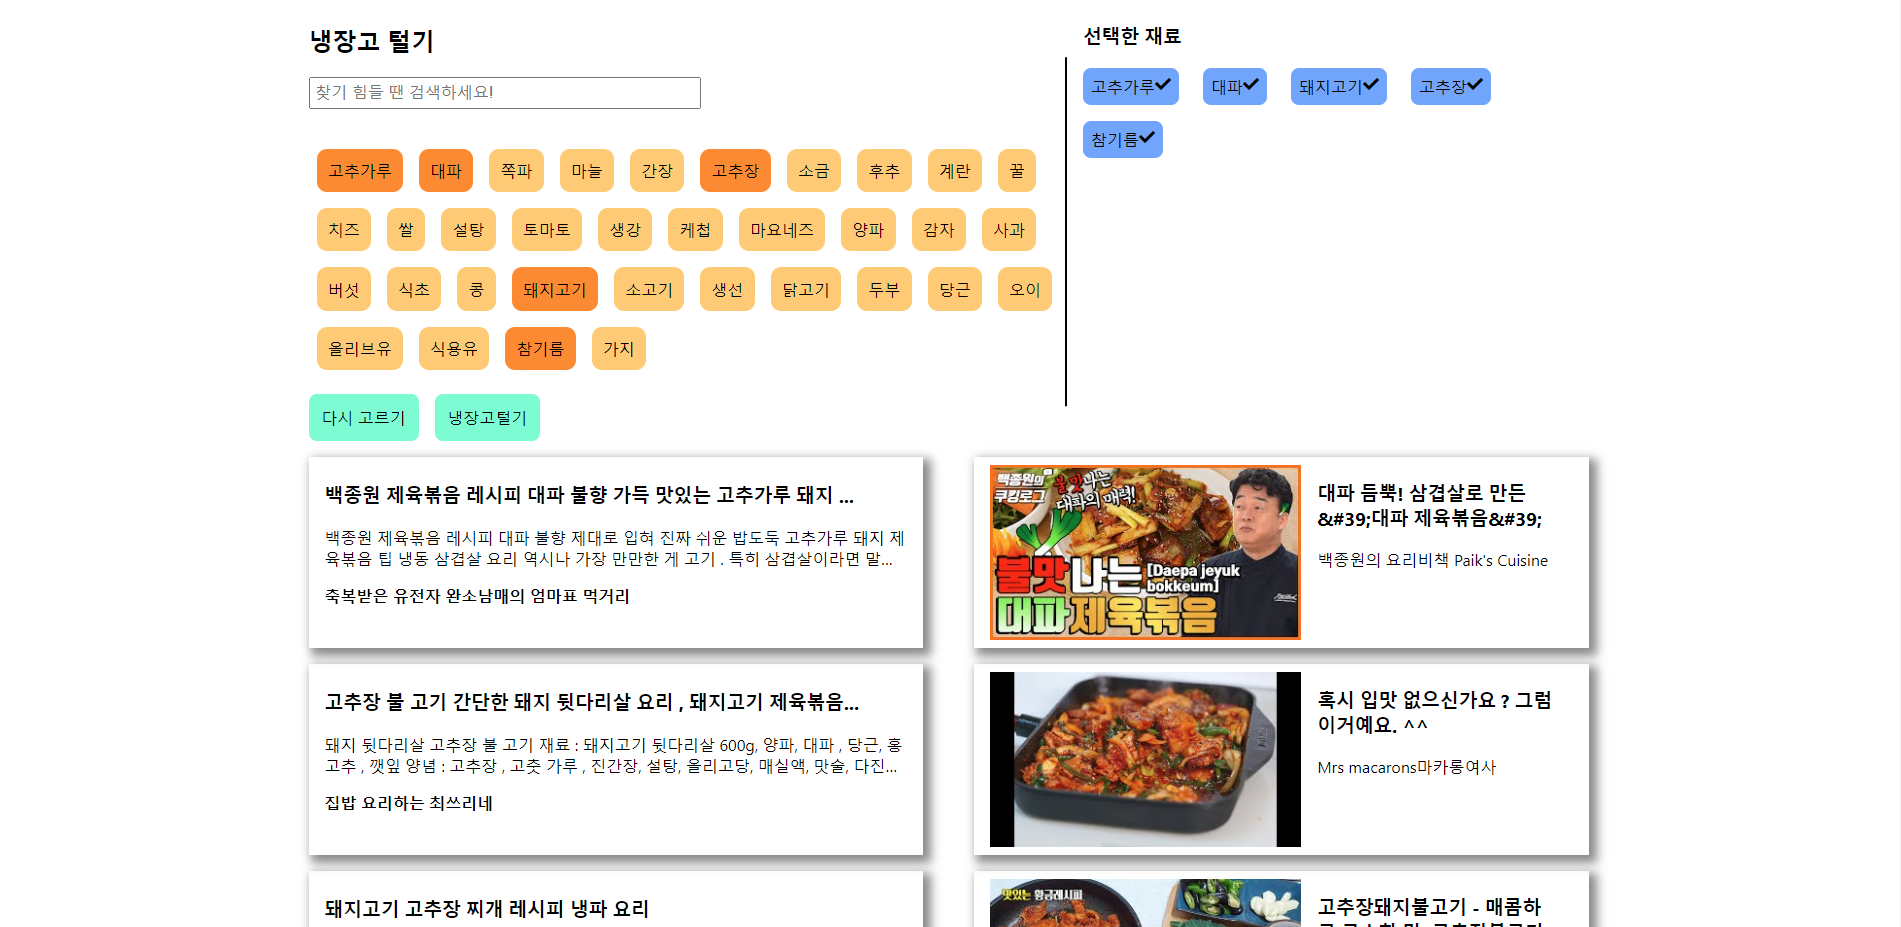 냉장고 털기
찾기 힘들 땐 검색하세요!
고추가루 대파 쪽파 마늘 간장 고추장 소금 후추 계란 꿀
치즈 쌀 설탕 토마토 생강 케첩 마요네즈 양파 감자 사과
버섯 식초 콩 돼지고기 소고기 생선 닭고기 두부 당근 오이
올리브유 식용유 참기름 가지
다시 고르기 냉장고털기
선택한 재료
고추가루 대파 돼지고기 고추장
참기름
백종원 제육볶음 레시피 대파 불향 가득 맛있는 고추가루 돼지 ...
백종원 제육볶음 레시피 대파 불향 제대로 입혀 진짜 쉬운 밥도둑 고추가루 돼지 제
육볶음 팁 냉동 삼겹살 요리 역시나 가장 만만한 게 고기 . 특히 삼겹살이라면 말...
축복받은 유전자 완소남매의 엄마표 먹거리
백종원의
쿠킹로그
불맛나는
대파의 매력!
불맛나는
[Daepa jeyuk
bokkeum]
대파제육볶음
대파 듬뿍! 삼겹살로 만든
&#39;대파 제육볶음&#39;
백종원의 요리비책 Paik's Cuisine
고추장 불 고기 간단한 돼지 뒷다리살 요리 , 돼지고기 제육볶음...
돼지 뒷다리살 고추장 불 고기 재료 : 돼지고기 뒷다리살 600g, 양파, 대파 , 당근, 홍
고추 , 깻잎 양념 : 고추장 , 고춧 가루 , 진간장, 설탕, 올리고당, 매실액, 맛술, 다진...
집밥 요리하는 최쓰리네
혹시 입맛 없으신가요 ? 그럼
이거예요. ^^
Mrs macarons마카롱여사
돼지고기 고추장 찌개 레시피 냉파 요리
맛있는 황금레시피
고추장돼지불고기 - 매콤하